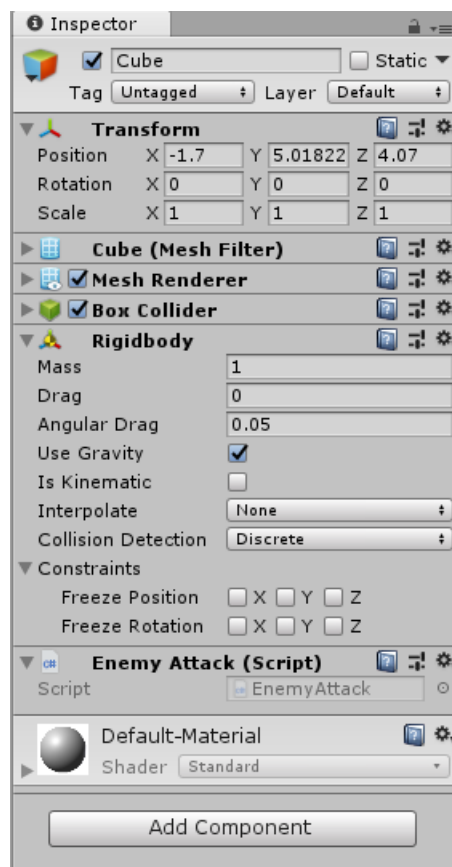 Inspector
Cube Static
Tag Untagged Layer Default
Transform
Position X -1.7 Y 5.01822 Z 4.07
Rotation X 0 Y 0 Z 0
Scale X 1 Y 1 Z 1
Cube (Mesh Filter)
Mesh Renderer
Box Collider
Rigidbody
Mass 1
Drag 0
Angular Drag 0.05
Use Gravity
Is Kinematic
Interpolate None
Collision Detection Discrete
Constraints
Freeze Position X Y Z
Freeze Rotation X Y Z
c# Enemy Attack (Script)
Script EnemyAttack
Default-Material
Shader Standard
Add Component